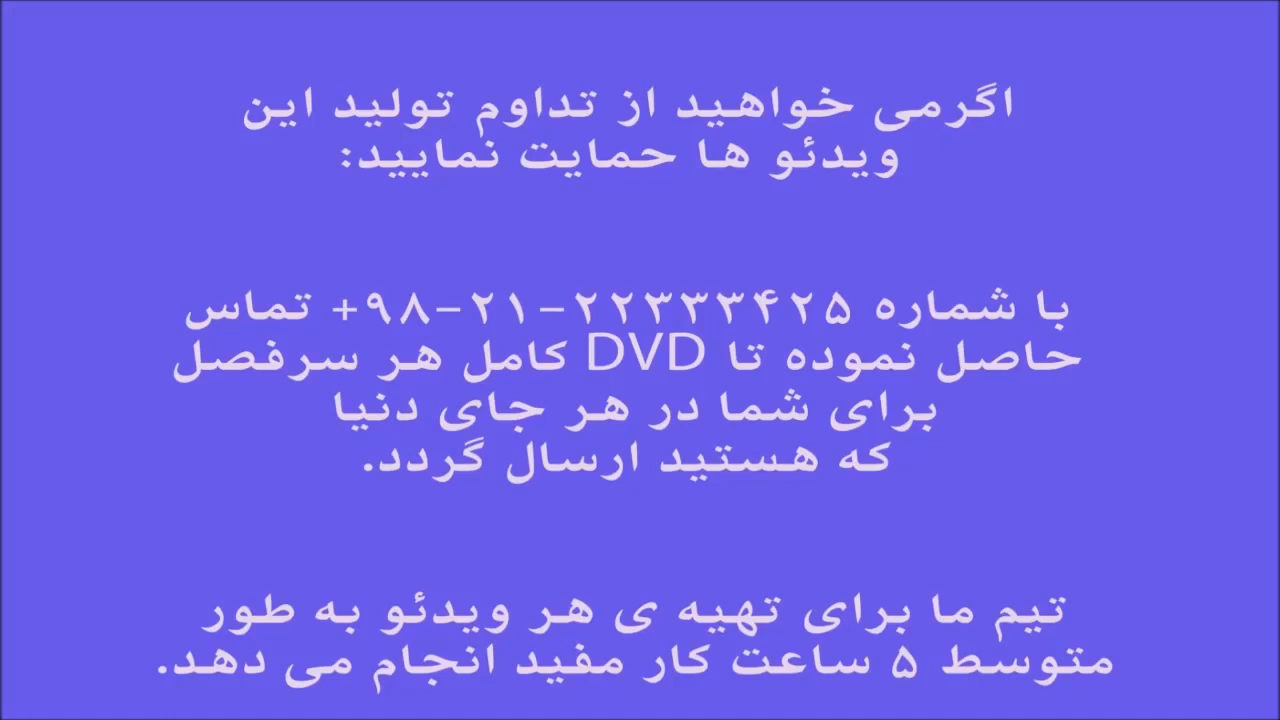 اگرمی خواهید از تداوم تولید این
ویدئو ها حمایت نمایید:
با شماره ۲۲۳۳۳۴۲۵-۲۱-۹۸+ تماس
حاصل نموده تا DVD کامل هر سرفصل
برای شما در هر جای دنیا
که هستید ارسال گردد.
تیم ما برای تهیه ی هر ویدئو به طور
متوسط ۵ ساعت کار مفید انجام می دهد.